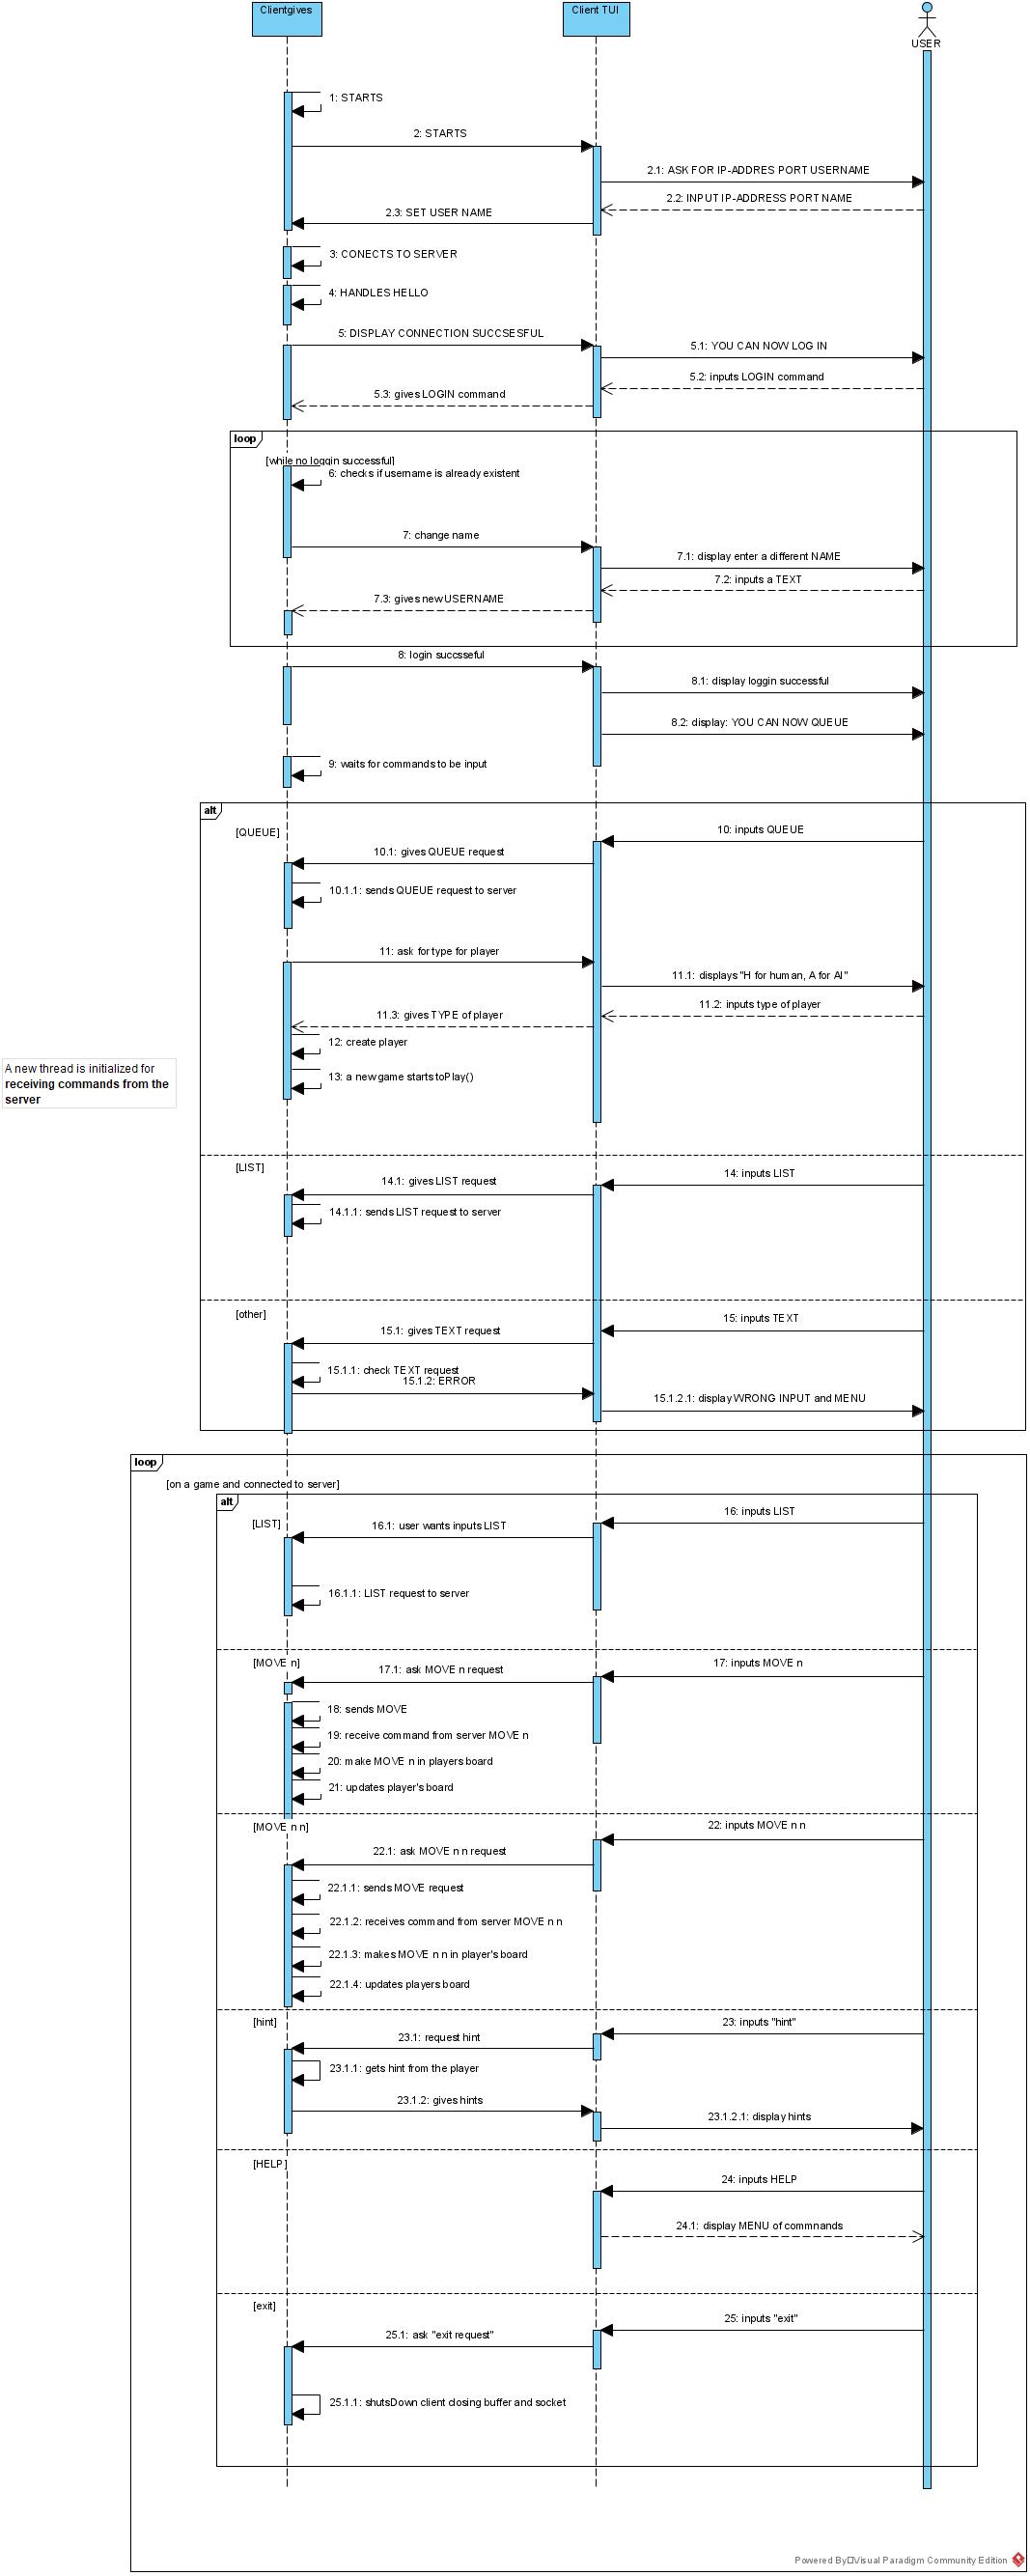 Clientgives
Client TUI
USER
1: STARTS
2: STARTS
2.1: ASK FOR IP-ADDRES PORT USERNAME
2.2: INPUT IP-ADDRESS PORT NAME
2.3: SET USER NAME
3: CONECTS TO SERVER
4: HANDLES HELLO
5: DISPLAY CONNECTION SUCCSESFUL
5.1: YOU CAN NOW LOG IN
5.2: inputs LOGIN command
5.3: gives LOGIN command
loop
[while no loggin successful]
6: checks if username is already existent
7: change name
7.1: display enter a different NAME
7.2: inputs a TEXT
7.3: gives new USERNAME
8: login succsseful
8.1: display loggin successful
8.2: display: YOU CAN NOW QUEUE
9: waits for commands to be input
alt
[QUEUE]
10: inputs QUEUE
10.1: gives QUEUE request
10.1.1: sends QUEUE request to server
11: ask for type for player
11.1: displays "H for human, A for AI"
11.2: inputs type of player
11.3: gives TYPE of player
12: create player
13: a new game starts toPlay()
A new thread is initialized for
receiving commands from the
server
[LIST]
14: inputs LIST
14.1: gives LIST request
14.1.1: sends LIST request to server
[other]
15: inputs TEXT
15.1: gives TEXT request
15.1.1: check TEXT request
15.1.2: ERROR
15.1.2.1: display WRONG INPUT and MENU
loop
[on a game and connected to server]
alt
[LIST]
16: inputs LIST
16.1: user wants inputs LIST
16.1.1: LIST request to server
[MOVE n]
17: inputs MOVE n
17.1: ask MOVE n request
18: sends MOVE
19: receive command from server MOVE n
20: make MOVE n in players board
21: updates player's board
[MOVE n n]
22: inputs MOVE n n
22.1: ask MOVE n n request
22.1.1: sends MOVE request
22.1.2: receives command from server MOVE n n
22.1.3: makes MOVE n n in player's board
22.1.4: updates players board
[hint]
23: inputs "hint"
23.1: request hint
23.1.1: gets hint from the player
23.1.2: gives hints
23.1.2.1: display hints
[HELP]
24: inputs HELP
24.1: display MENU of commnands
[exit]
25: inputs "exit"
25.1: ask "exit request"
25.1.1: shutsDown client closing buffer and socket
Powered By Visual Paradigm Community Edition